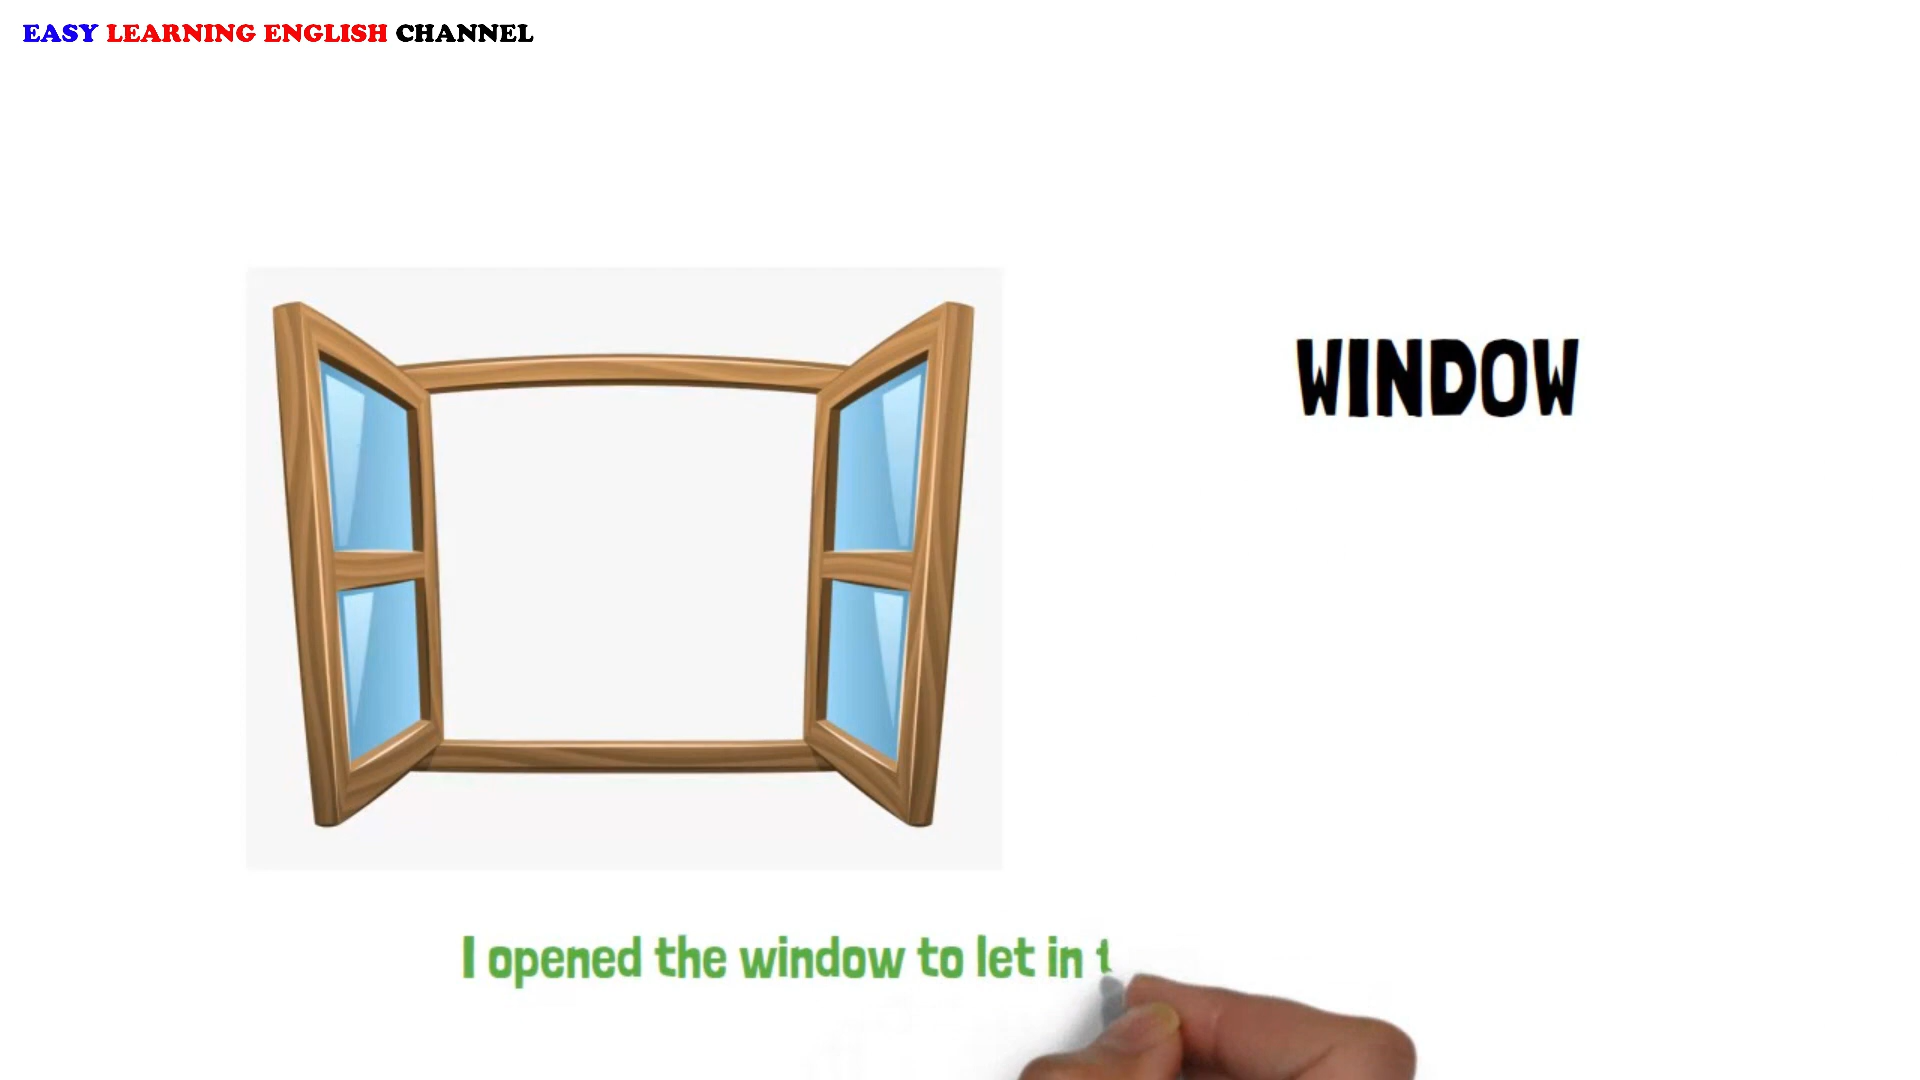 EASY LEARNING ENGLISH CHANNEL
WINDOW
I opened the window to let in